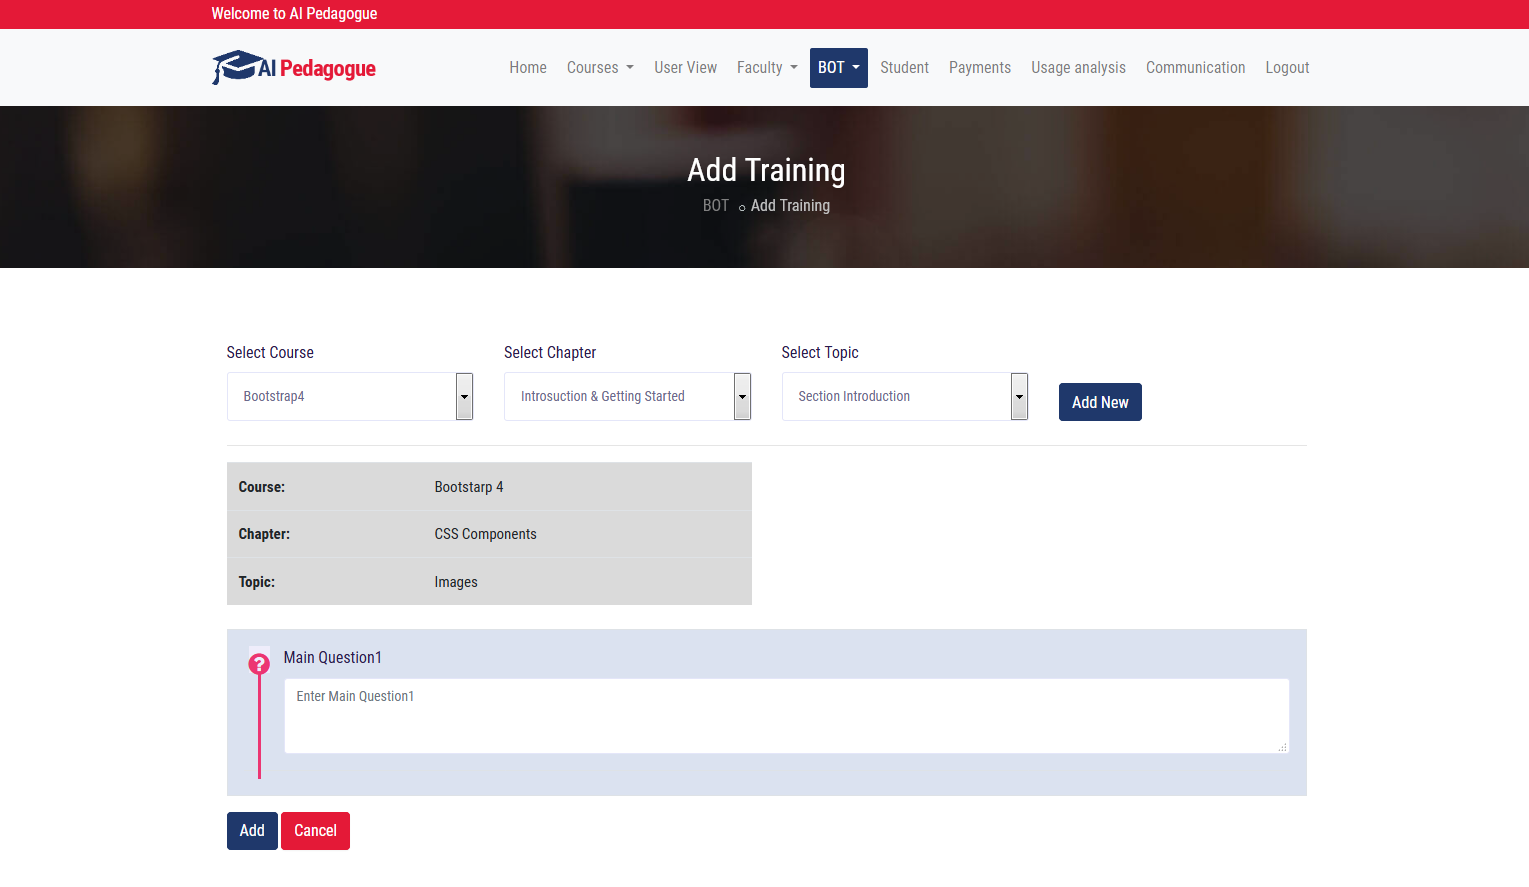 Welcome to AI Pedagogue
AI Pedagogue
Home Courses User View Faculty BOT Student Payments Usage analysis Communication Logout
Add Training
BOT Add Training
Select Course Select Chapter Select Topic
Bootstrap4 Introsuction & Getting Started Section Introduction Add New
Course: Bootstarp 4
Chapter: CSS Components
Topic: Images
? Main Question1
Enter Main Question1
Add Cancel